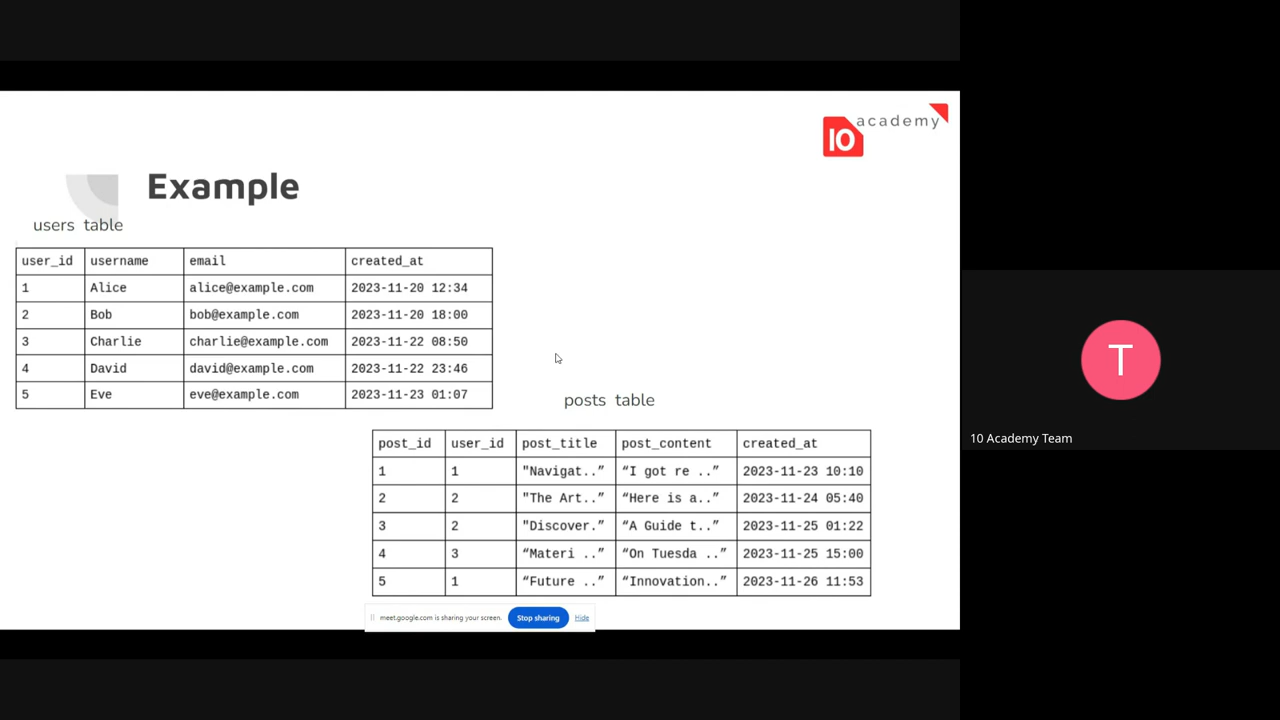 10 academy
Example
users table
user_id username email created_at
1 Alice alice@example.com 2023-11-20 12:34
2 Bob bob@example.com 2023-11-20 18:00
3 Charlie charlie@example.com 2023-11-22 08:50
4 David david@example.com 2023-11-22 23:46
5 Eve eve@example.com 2023-11-23 01:07
posts table
post_id user_id post_title post_content created_at
1 1 "Navigat..” “I got re ..” 2023-11-23 10:10
2 2 "The Art..” “Here is a..” 2023-11-24 05:40
3 2 "Discover.” “A Guide t..” 2023-11-25 01:22
4 3 “Materi ..” “On Tuesda ..” 2023-11-25 15:00
5 1 “Future ..” “Innovation..” 2023-11-26 11:53
meet.google.com is sharing your screen. Stop sharing Hide
T
10 Academy Team